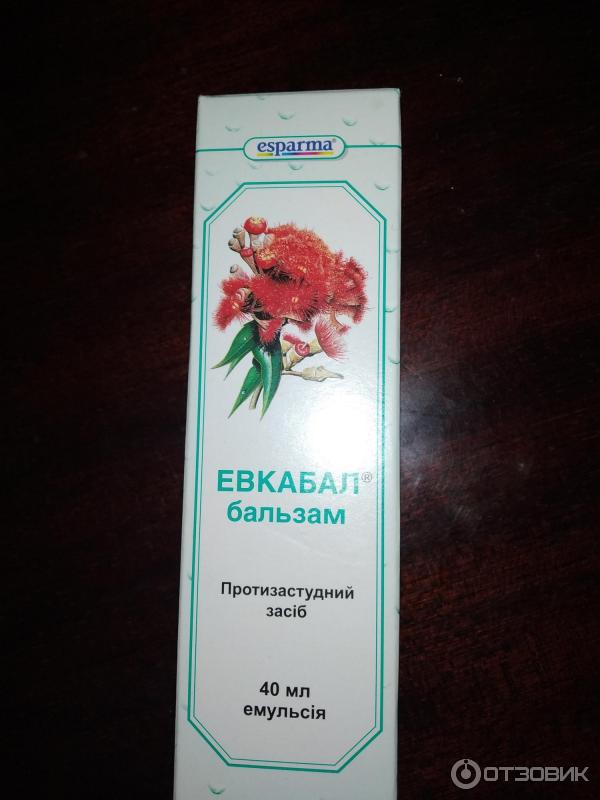 esparma®
ЕВКАБАЛ®
бальзам
Протизастудний
засіб
40 мл
емульсія
ОТЗОВИК